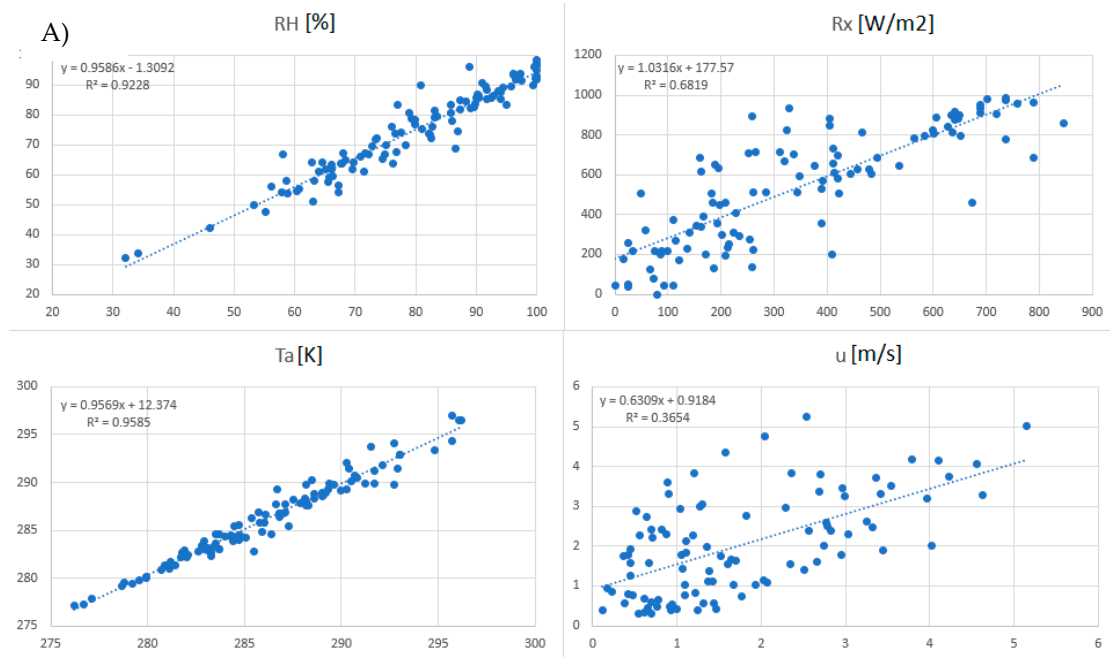 A)
RH [%]
y = 0.9586x - 1.3092
R² = 0.9228
90
80
70
60
50
40
30
20
20 30 40 50 60 70 80 90 100
Rx [W/m2]
y = 1.0316x + 177.57
R² = 0.6819
1200
1000
800
600
400
200
0
0 100 200 300 400 500 600 700 800 900
Ta [K]
y = 0.9569x + 12.374
R² = 0.9585
300
295
290
285
280
275
275 280 285 290 295 300
u [m/s]
y = 0.6309x + 0.9184
R² = 0.3654
6
5
4
3
2
1
0
0 1 2 3 4 5 6